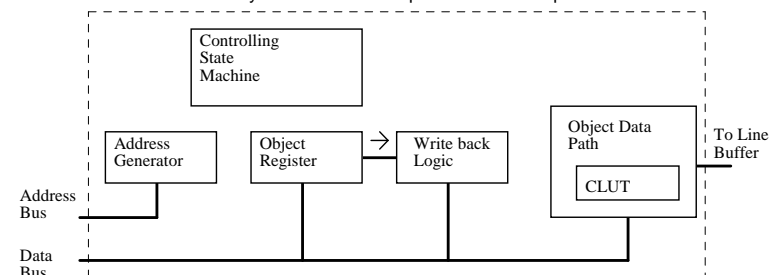 Controlling
State
Machine
Address
Generator
Object
Register
Write back
Logic
Object Data
Path
CLUT
To Line
Buffer
Address
Bus
Data
Bus